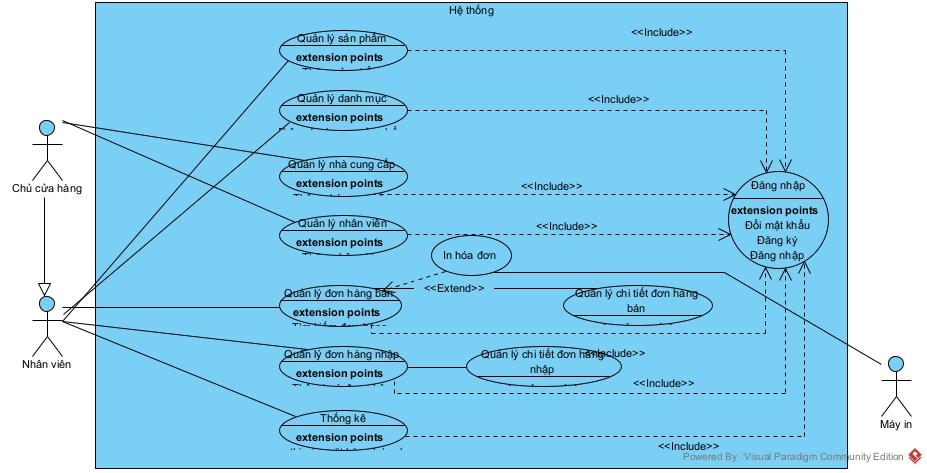 Hệ thống
Quản lý sản phẩm
extension points
<<Include>>
Quản lý danh mục
extension points
<<Include>>
Chủ cửa hàng
Quản lý nhà cung cấp
extension points
<<Include>>
Đăng nhập
extension points
Đổi mật khẩu
Đăng ký
Đăng nhập
Quản lý nhân viên
extension points
<<Include>>
In hóa đơn
<<Extend>>
Quản lý đơn hàng bán
extension points
Quản lý chi tiết đơn hàng
bán
Nhân viên
Quản lý đơn hàng nhập
extension points
Quản lý chi tiết đơn hàng
nhập
<<Include>>
<<Include>>
Máy in
Thống kê
extension points
<<Include>>
Powered By: Visual Paradigm Community Edition